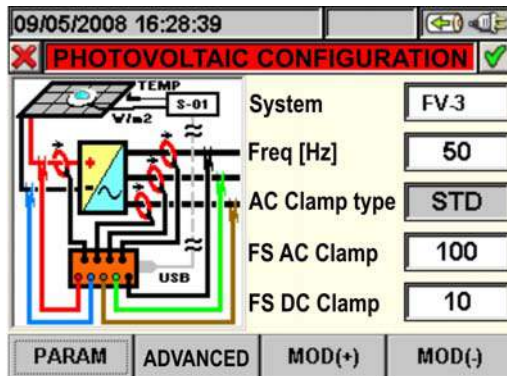 09/05/2008 16:28:39
PHOTOVOLTAIC CONFIGURATION
TEMP
S-01
W/m2
USB
System FV-3
Freq [Hz] 50
AC Clamp type STD
FS AC Clamp 100
FS DC Clamp 10
PARAM ADVANCED MOD(+) MOD(-)